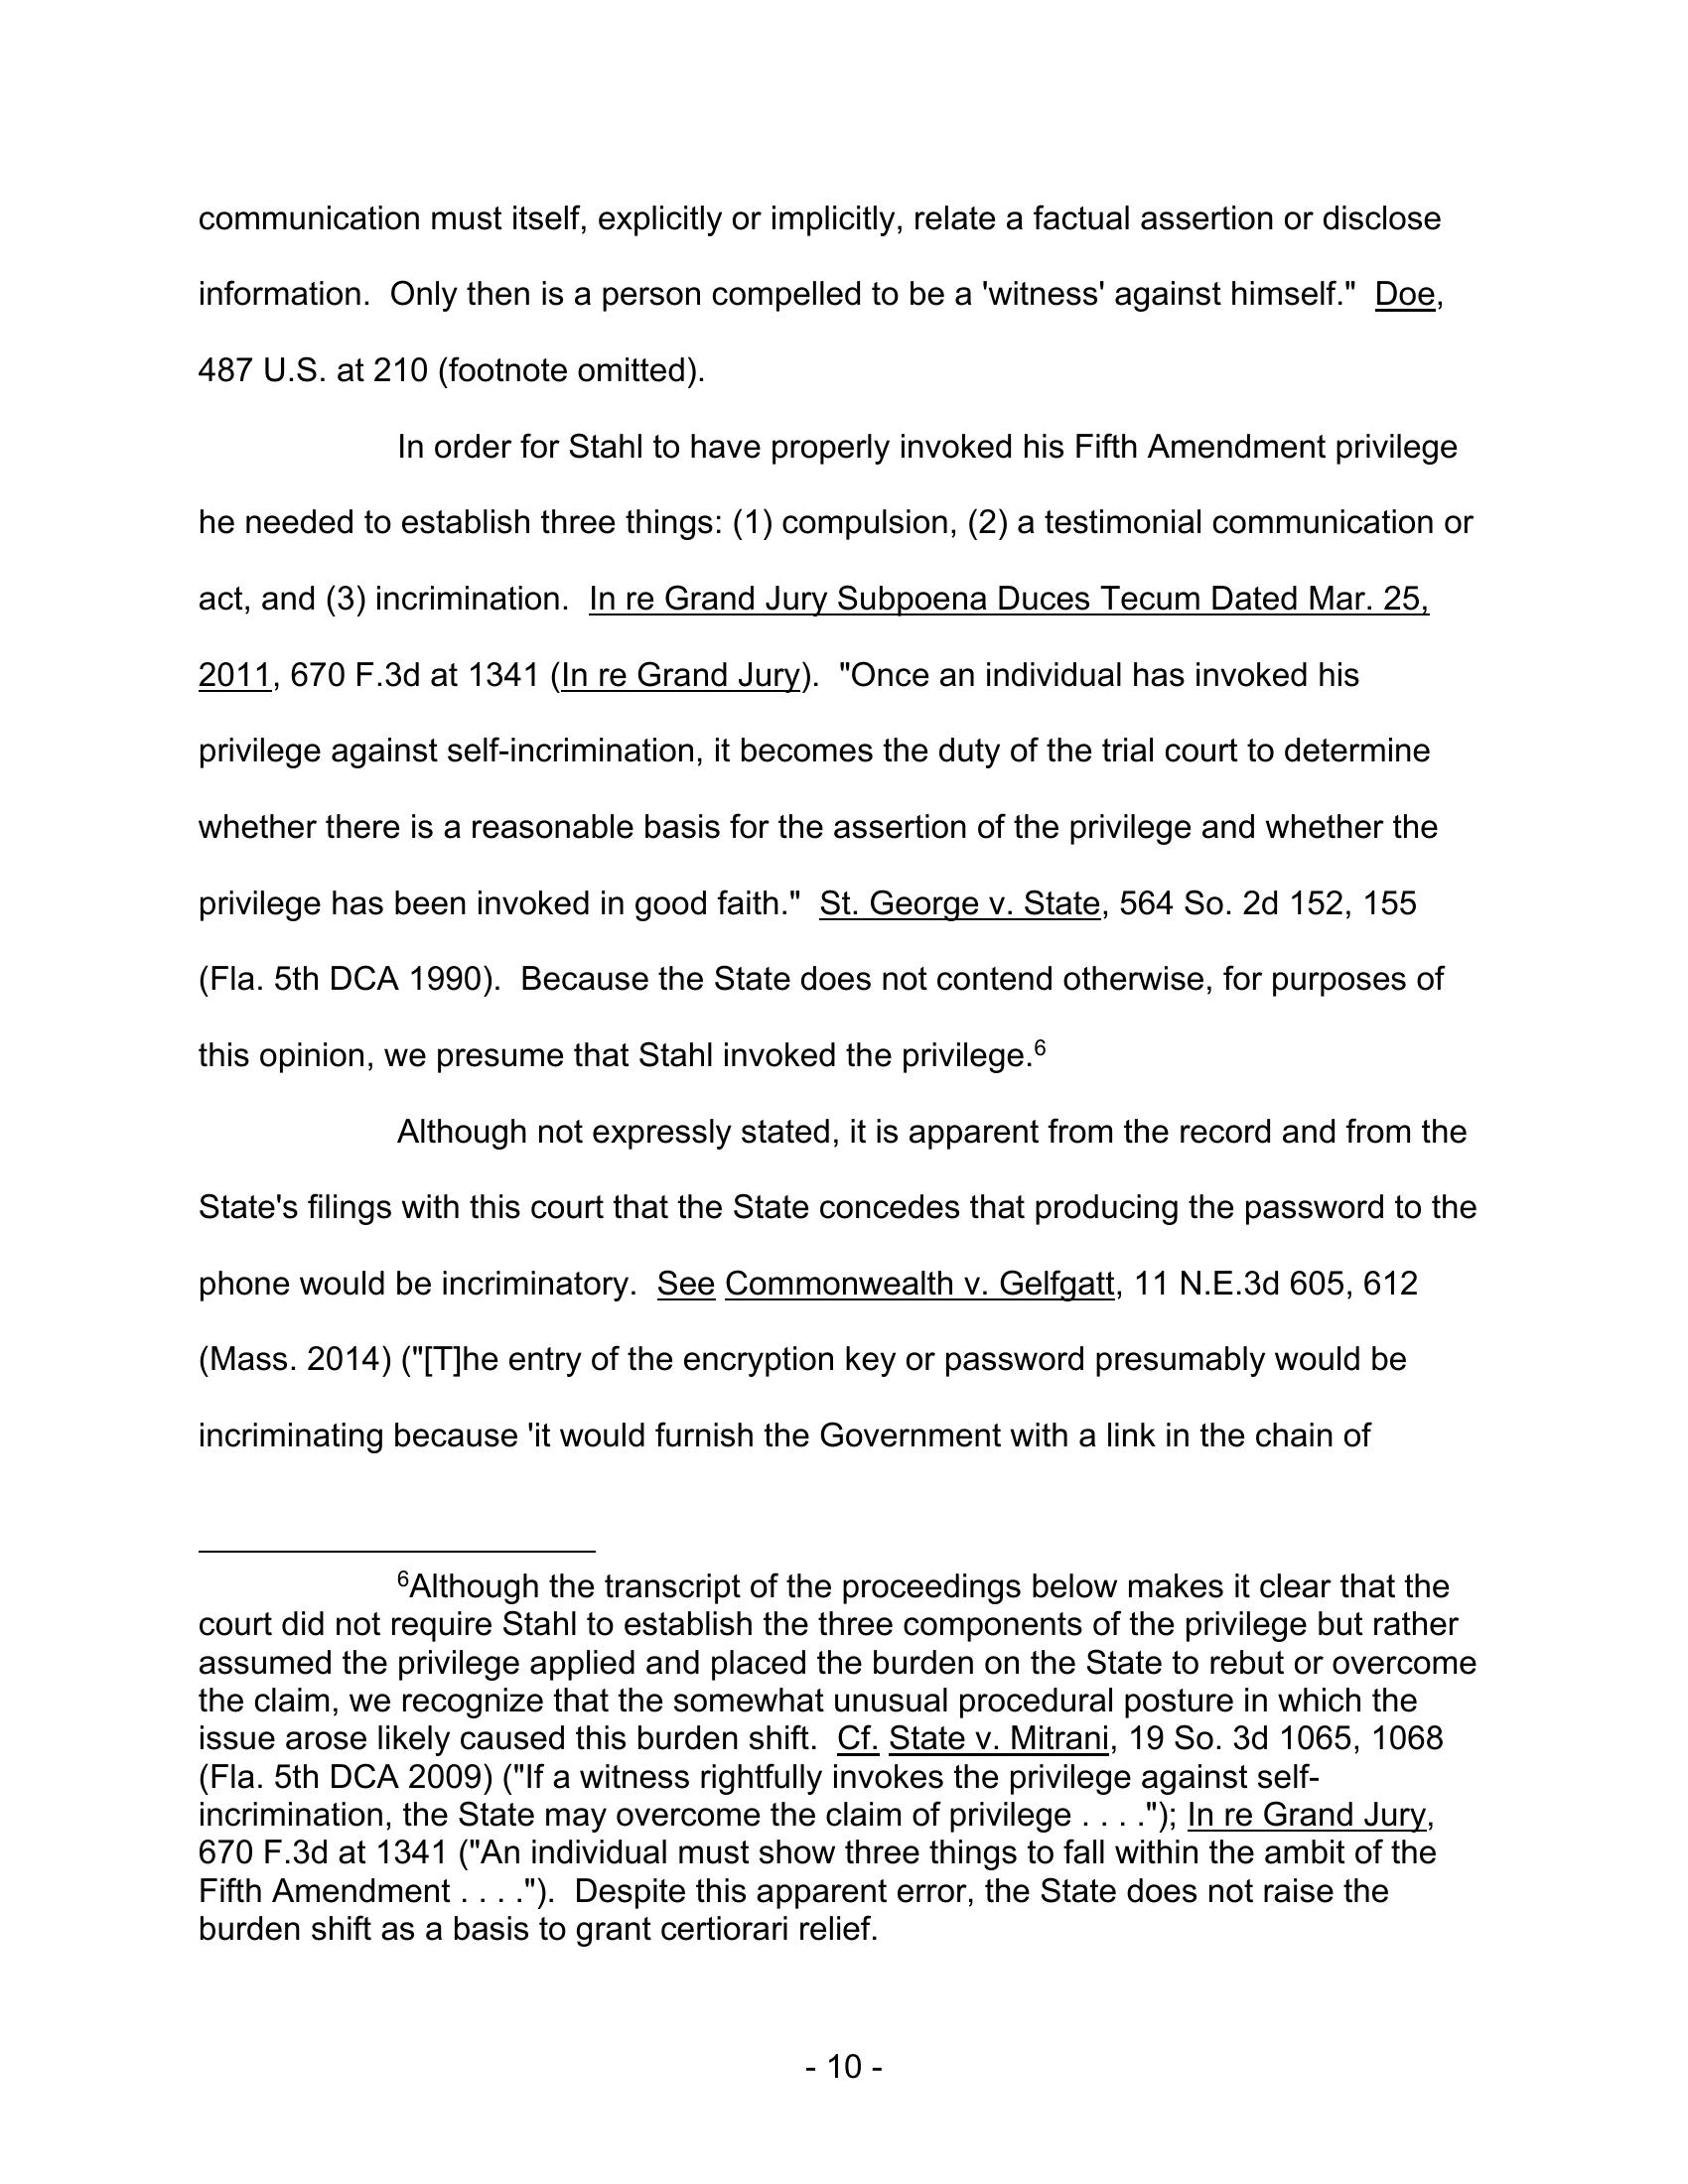 communication must itself, explicitly or implicitly, relate a factual assertion or disclose
information.  Only then is a person compelled to be a 'witness' against himself."  Doe,
487 U.S. at 210 (footnote omitted).
In order for Stahl to have properly invoked his Fifth Amendment privilege
he needed to establish three things: (1) compulsion, (2) a testimonial communication or
act, and (3) incrimination.  In re Grand Jury Subpoena Duces Tecum Dated Mar. 25,
2011, 670 F.3d at 1341 (In re Grand Jury).  "Once an individual has invoked his
privilege against self-incrimination, it becomes the duty of the trial court to determine
whether there is a reasonable basis for the assertion of the privilege and whether the
privilege has been invoked in good faith."  St. George v. State, 564 So. 2d 152, 155
(Fla. 5th DCA 1990).  Because the State does not contend otherwise, for purposes of
this opinion, we presume that Stahl invoked the privilege.6
Although not expressly stated, it is apparent from the record and from the
State's filings with this court that the State concedes that producing the password to the
phone would be incriminatory.  See Commonwealth v. Gelfgatt, 11 N.E.3d 605, 612
(Mass. 2014) ("[T]he entry of the encryption key or password presumably would be
incriminating because 'it would furnish the Government with a link in the chain of
6Although the transcript of the proceedings below makes it clear that the
court did not require Stahl to establish the three components of the privilege but rather
assumed the privilege applied and placed the burden on the State to rebut or overcome
the claim, we recognize that the somewhat unusual procedural posture in which the
issue arose likely caused this burden shift.  Cf. State v. Mitrani, 19 So. 3d 1065, 1068
(Fla. 5th DCA 2009) ("If a witness rightfully invokes the privilege against self-
incrimination, the State may overcome the claim of privilege . . . ."); In re Grand Jury,
670 F.3d at 1341 ("An individual must show three things to fall within the ambit of the
Fifth Amendment . . . .").  Despite this apparent error, the State does not raise the
burden shift as a basis to grant certiorari relief.
- 10 -